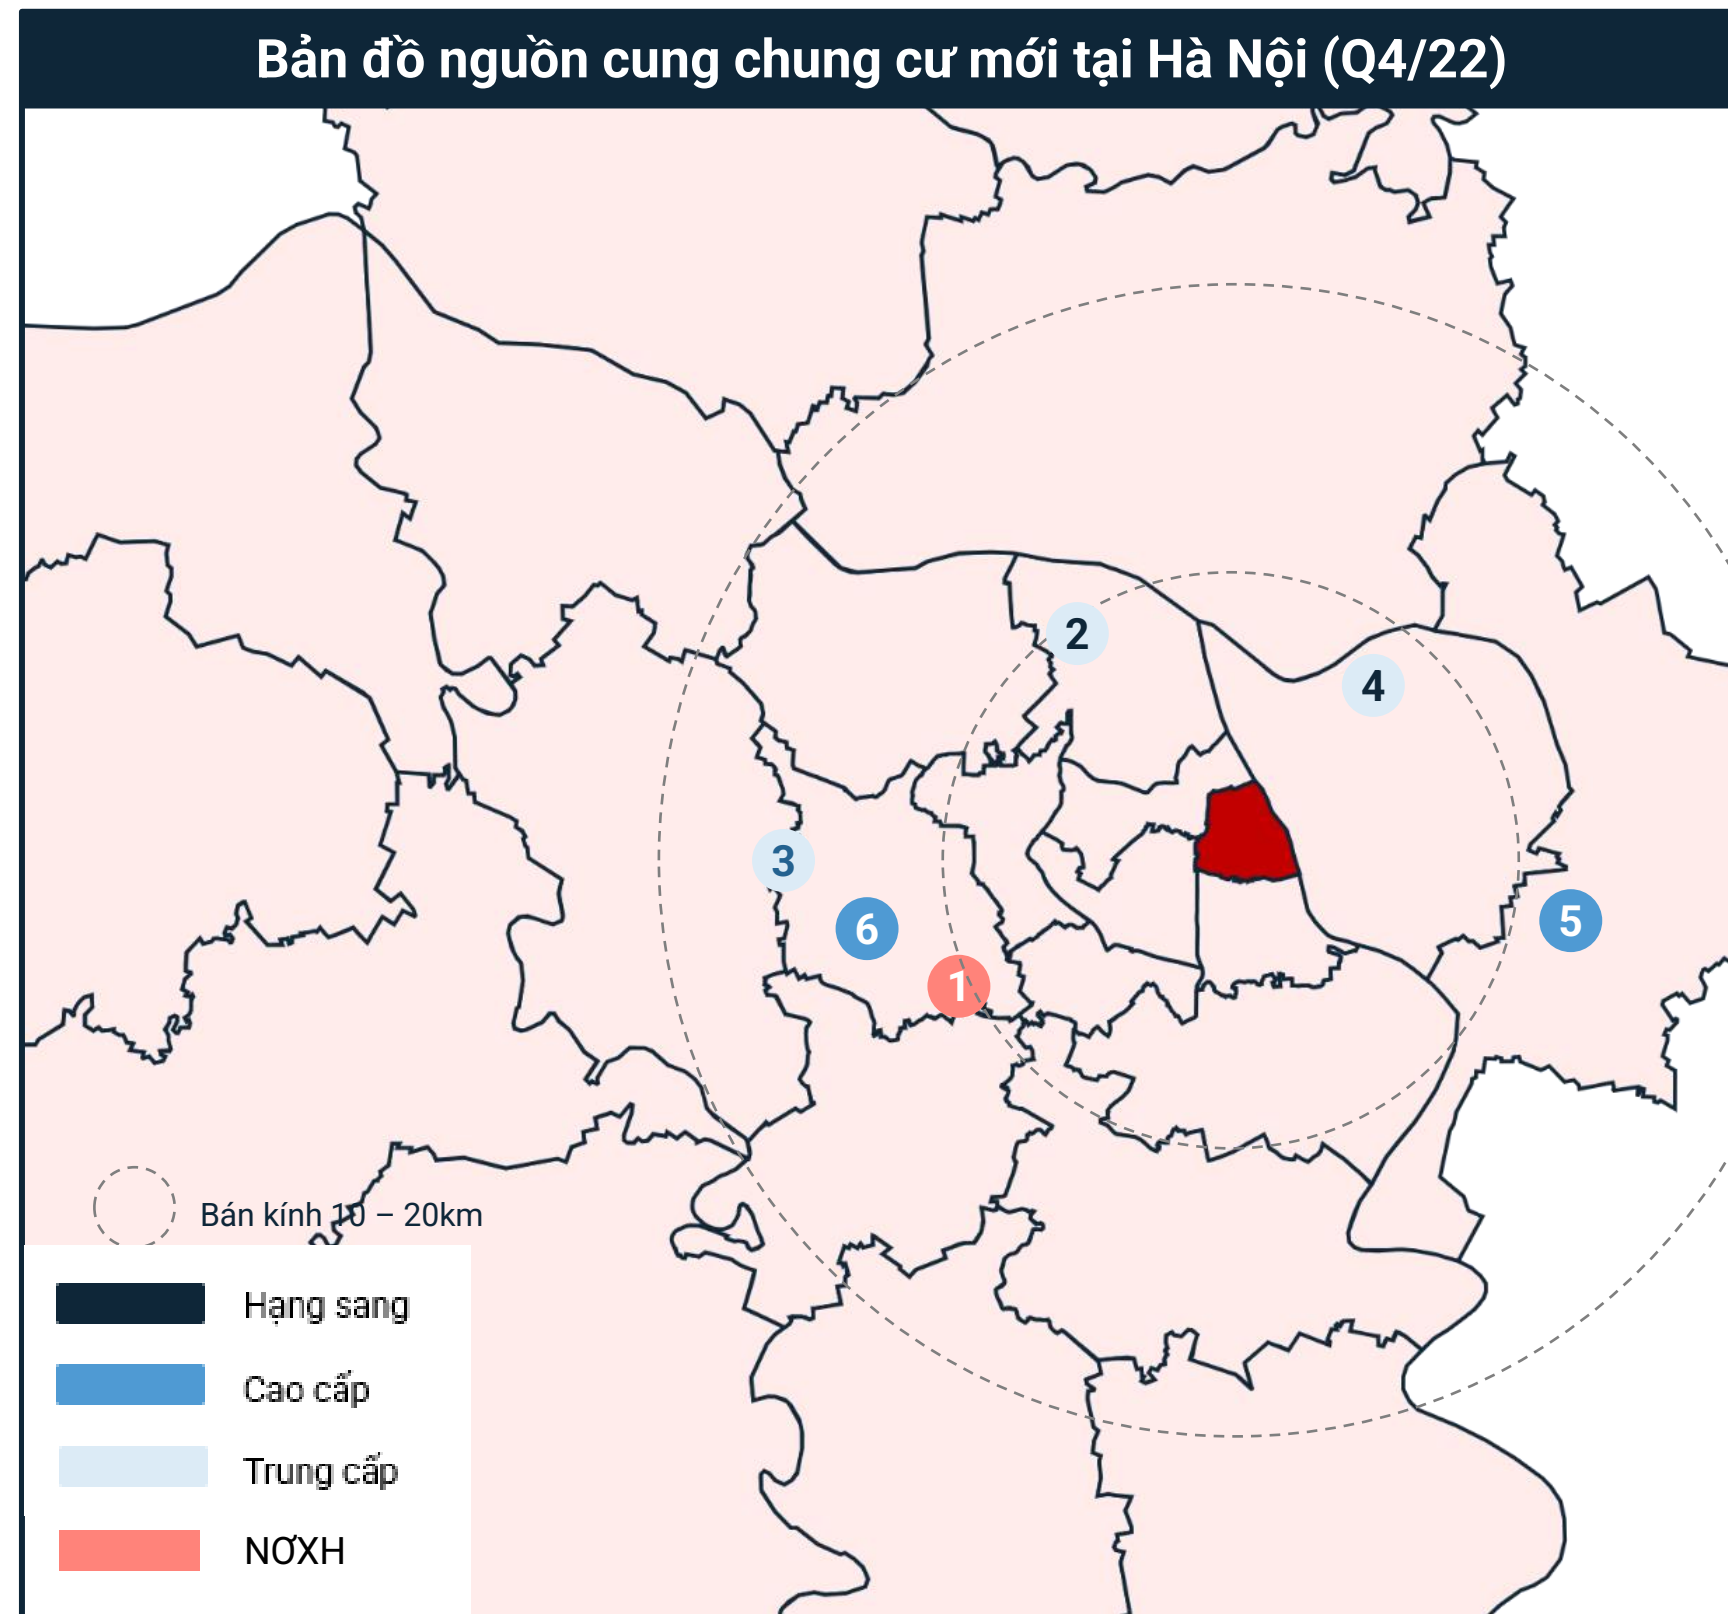 Bản đồ nguồn cung chung cư mới tại Hà Nội (Q4/22)
2
4
3
6
5
1
Bán kính 10 – 20km
Hạng sang
Cao cấp
Trung cấp
NƠXH